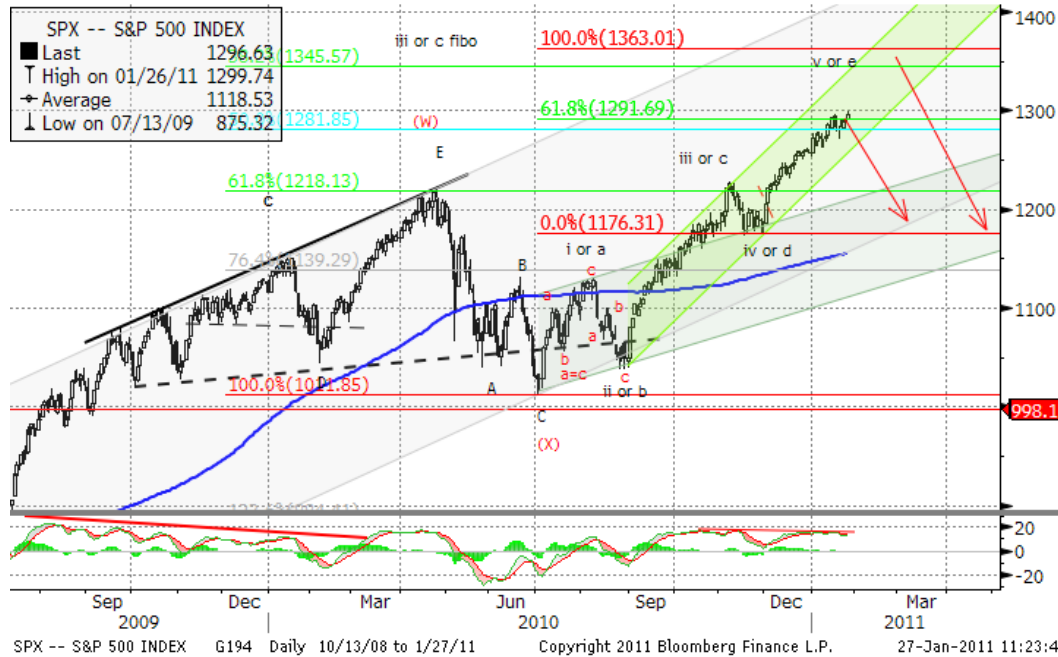 SPX -- S&P 500 INDEX
Last 1296.63
High on 01/26/11 1299.74
Average 1118.53
Low on 07/13/09 875.32
iii or c fibo
100.0%(1363.01)
(1345.57)
v or e
61.8%(1291.69)
(1281.85)
(W)
E
iii or c
61.8%(1218.13)
C
0.0%(1176.31)
iv or d
i or a
76.4%(1139.29)
B
c
a
b
a
b
a=c
c
ii or b
D
A
100.0%(1021.85)
C
(X)
1400
1300
1200
1100
998.1
20
0
-20
Sep Dec Mar Jun Sep Dec Mar
2009 2010 2011
SPX -- S&P 500 INDEX G194 Daily 10/13/08 to 1/27/11 Copyright 2011 Bloomberg Finance L.P. 27-Jan-2011 11:23:4